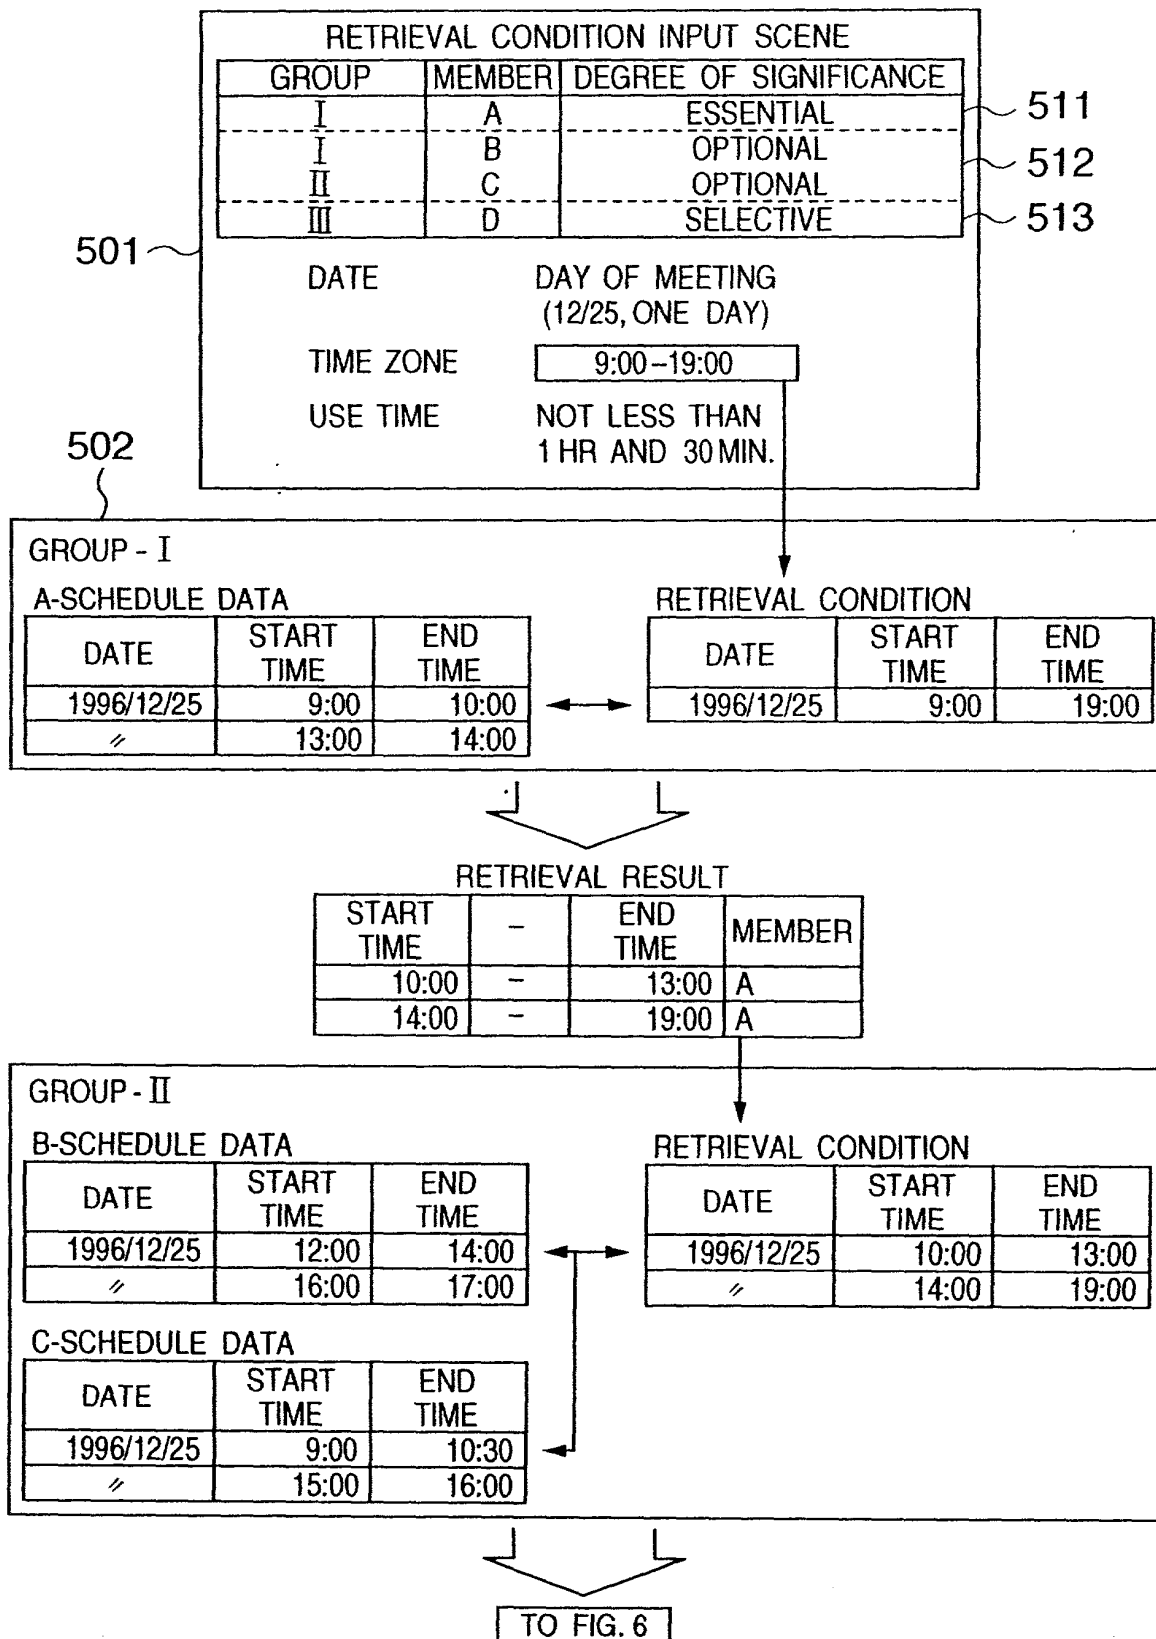 RETRIEVAL CONDITION INPUT SCENE
GROUP MEMBER DEGREE OF SIGNIFICANCE
I A ESSENTIAL
I B OPTIONAL
II C OPTIONAL
III D SELECTIVE
511
512
513
501
DATE DAY OF MEETING
(12/25, ONE DAY)
TIME ZONE 9:00-19:00
USE TIME NOT LESS THAN
1 HR AND 30 MIN.
502
GROUP - I
A-SCHEDULE DATA
DATE START TIME END TIME
1996/12/25 9:00 10:00
〃 13:00 14:00
RETRIEVAL CONDITION
DATE START TIME END TIME
1996/12/25 9:00 19:00
RETRIEVAL RESULT
START TIME - END TIME MEMBER
10:00 - 13:00 A
14:00 - 19:00 A
GROUP - II
B-SCHEDULE DATA
DATE START TIME END TIME
1996/12/25 12:00 14:00
〃 16:00 17:00
RETRIEVAL CONDITION
DATE START TIME END TIME
1996/12/25 10:00 13:00
〃 14:00 19:00
C-SCHEDULE DATA
DATE START TIME END TIME
1996/12/25 9:00 10:30
〃 15:00 16:00
TO FIG. 6